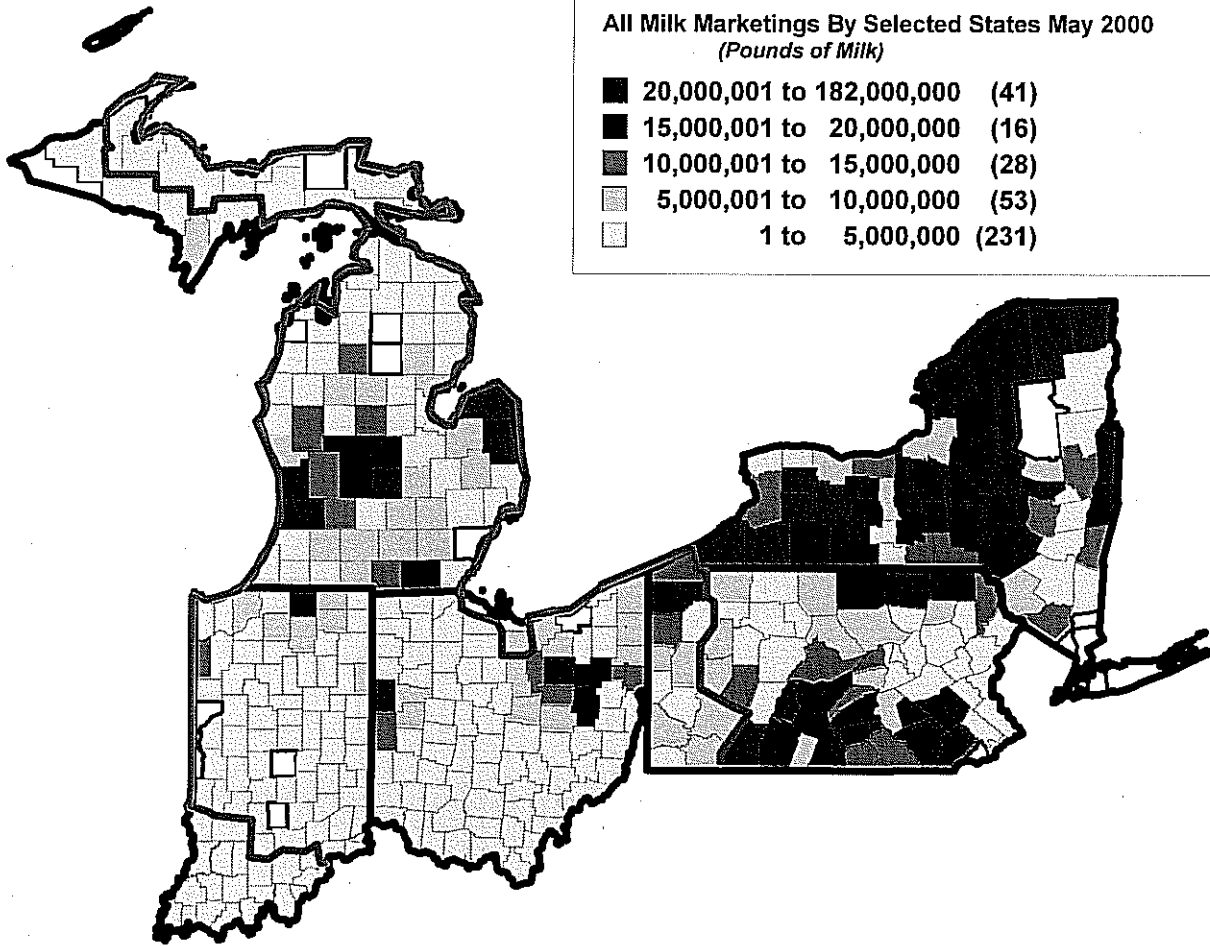 All Milk Marketings By Selected States May 2000
(Pounds of Milk)
20,000,001 to 182,000,000 (41)
15,000,001 to 20,000,000 (16)
10,000,001 to 15,000,000 (28)
5,000,001 to 10,000,000 (53)
1 to 5,000,000 (231)